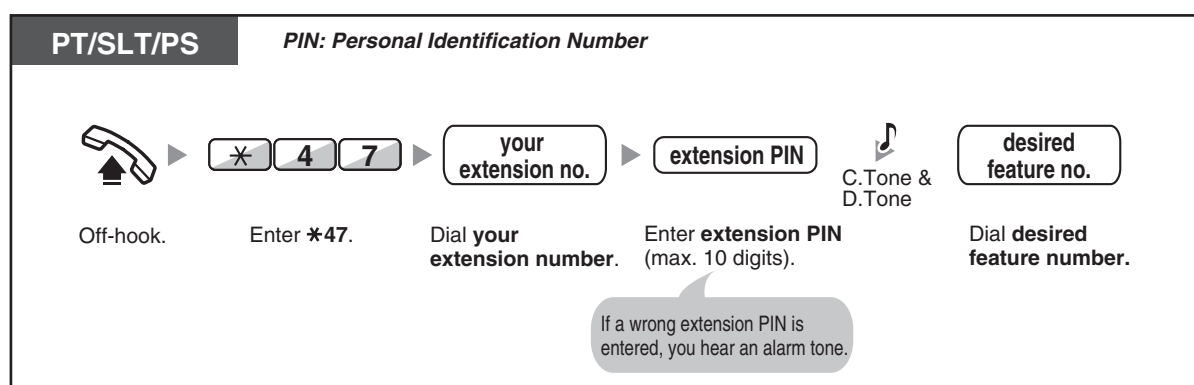 PT/SLT/PS
PIN: Personal Identification Number
* 4 7
your
extension no.
extension PIN
C.Tone &
D.Tone
desired
feature no.
Off-hook.
Enter *47.
Dial your
extension number.
Enter extension PIN
(max. 10 digits).
Dial desired
feature number.
If a wrong extension PIN is
entered, you hear an alarm tone.